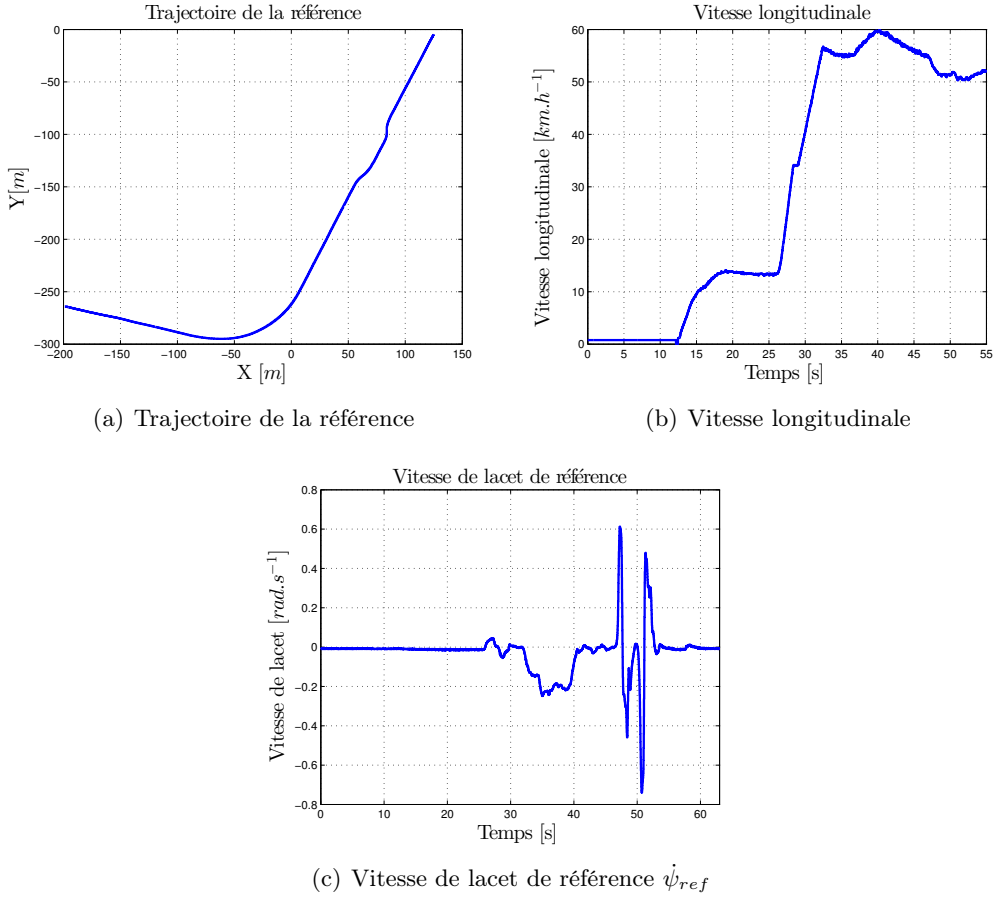 Trajectoire de la référence
0
−50
−100
−150
−200
−250
−300
Y[m]
−200 −150 −100 −50 0 50 100 150
X [m]
(a) Trajectoire de la référence
Vitesse longitudinale
60
50
40
30
20
10
0
Vitesse longitudinale [km.h⁻¹]
0 5 10 15 20 25 30 35 40 45 50 55
Temps [s]
(b) Vitesse longitudinale
Vitesse de lacet de référence
0.8
0.6
0.4
0.2
0
−0.2
−0.4
−0.6
−0.8
Vitesse de lacet [rad.s⁻¹]
0 10 20 30 40 50 60
Temps [s]
(c) Vitesse de lacet de référence ψ̇_ref